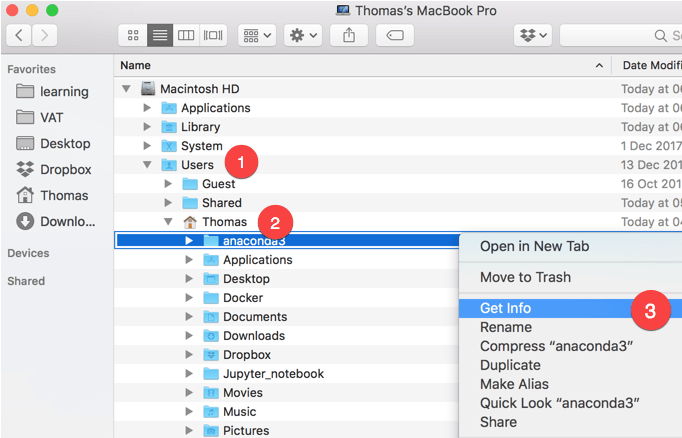 Thomas's MacBook Pro
Favorites
learning
VAT
Desktop
Dropbox
Thomas
Downlo...
Devices
Shared
Name Date Modifi
Macintosh HD Today at 0
Applications Today at 0
Library Today at 0
System 1 Dec 2017
Users 1 13 Dec 201
Guest 16 Oct 201
Shared Today at 05
Thomas 2 Today at 04
anaconda3
Applications
Desktop
Docker
Documents
Downloads
Dropbox
Jupyter_notebook
Movies
Music
Pictures
Open in New Tab
Move to Trash
Get Info 3
Rename
Compress “anaconda3”
Duplicate
Make Alias
Quick Look “anaconda3”
Share